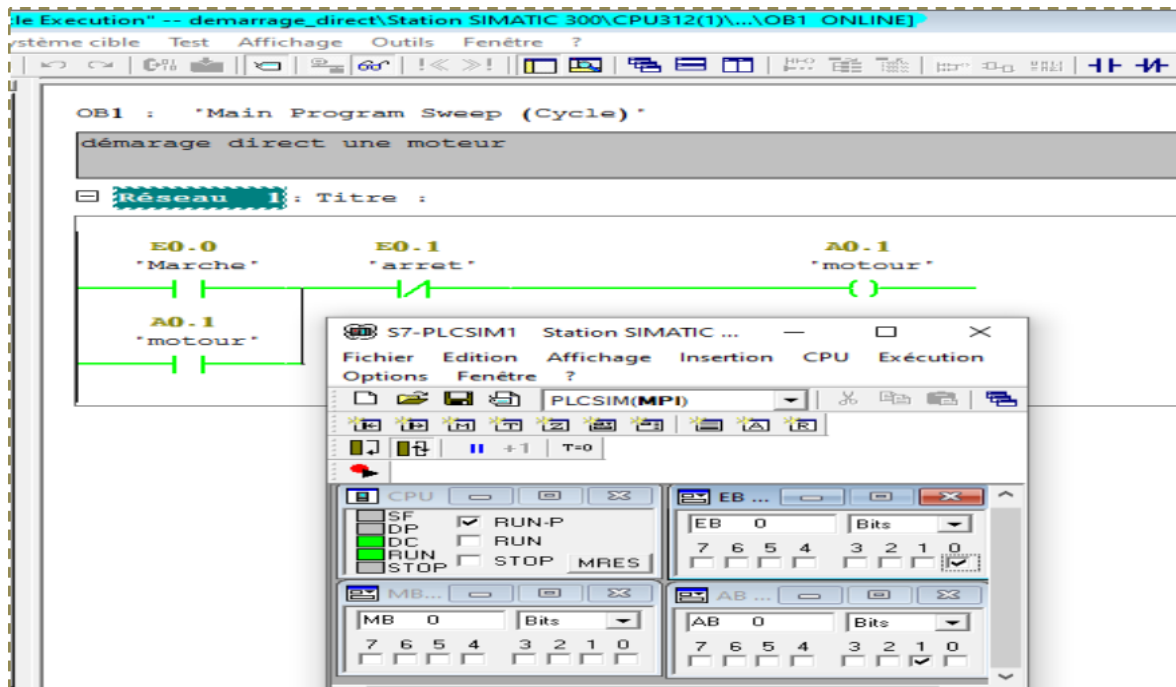 le Execution" -- demarrage_direct\Station SIMATIC 300\CPU312(1)\...\OB1 ONLINE]
ystème cible Test Affichage Outils Fenêtre ?
OB1 : "Main Program Sweep (Cycle)"
démarage direct une moteur
Réseau 1 : Titre :
E0.0 E0.1 A0.1
"Marche" "arret" "motour"
A0.1
"motour"
S7-PLCSIM1 Station SIMATIC ...
Fichier Edition Affichage Insertion CPU Exécution
Options Fenêtre ?
PLCSIM(MPI)
+1 T=0
CPU
SF
DP
DC
RUN
STOP
RUN-P
RUN
STOP MRES
EB ...
EB 0 Bits
7 6 5 4 3 2 1 0
MB...
MB 0 Bits
7 6 5 4 3 2 1 0
AB ...
AB 0 Bits
7 6 5 4 3 2 1 0